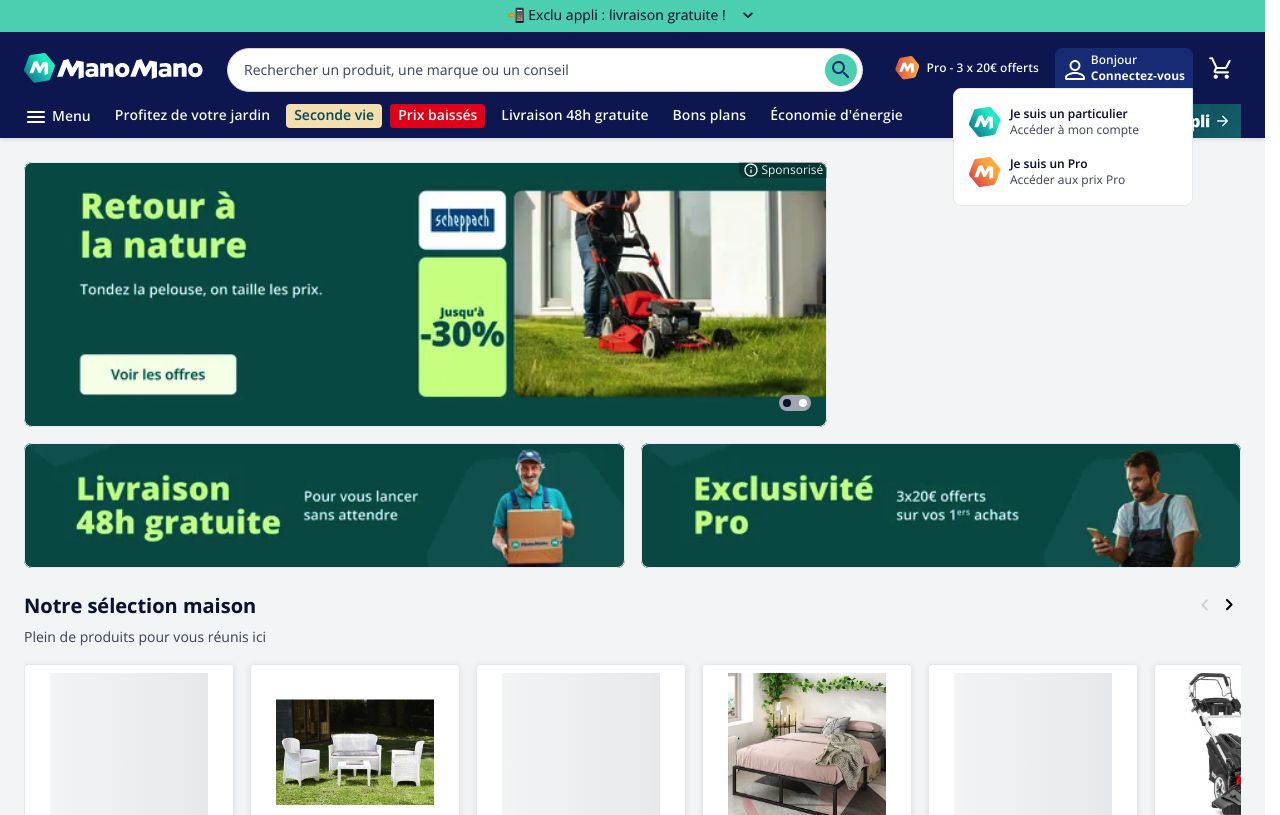 Exclu appli : livraison gratuite !
ManoMano
Rechercher un produit, une marque ou un conseil
Pro - 3 x 20€ offerts
Bonjour
Connectez-vous
Menu
Profitez de votre jardin
Seconde vie
Prix baissés
Livraison 48h gratuite
Bons plans
Économie d'énergie
pli
Je suis un particulier
Accéder à mon compte
Je suis un Pro
Accéder aux prix Pro
Sponsorisé
Retour à
la nature
Tondez la pelouse, on taille les prix.
Voir les offres
scheppach
Jusqu'à
-30%
Livraison
48h gratuite
Pour vous lancer
sans attendre
ManoMano
Exclusivité
Pro
3x20€ offerts
sur vos 1ers achats
Notre sélection maison
Plein de produits pour vous réunis ici